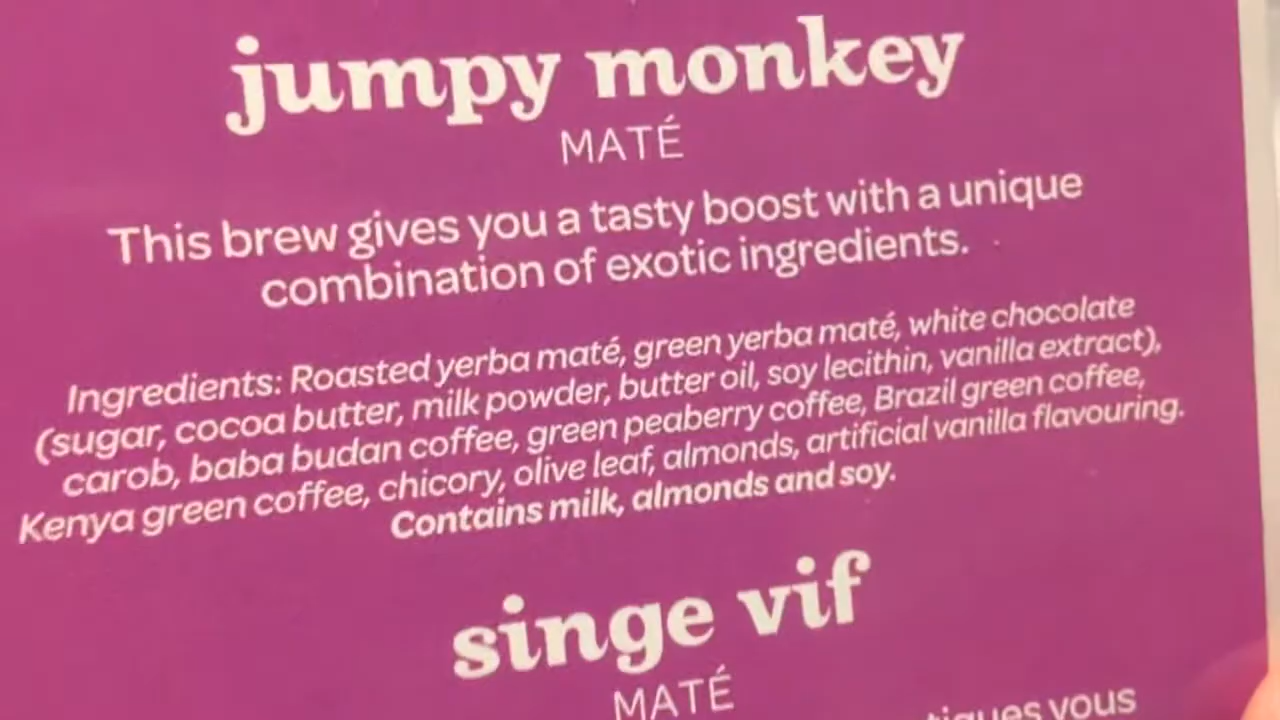 jumpy monkey
MATÉ
This brew gives you a tasty boost with a unique
combination of exotic ingredients.
Ingredients: Roasted yerba maté, green yerba maté, white chocolate
(sugar, cocoa butter, milk powder, butter oil, soy lecithin, vanilla extract),
carob, baba budan coffee, green peaberry coffee, Brazil green coffee,
Kenya green coffee, chicory, olive leaf, almonds, artificial vanilla flavouring.
Contains milk, almonds and soy.
singe vif
MATÉ
vous